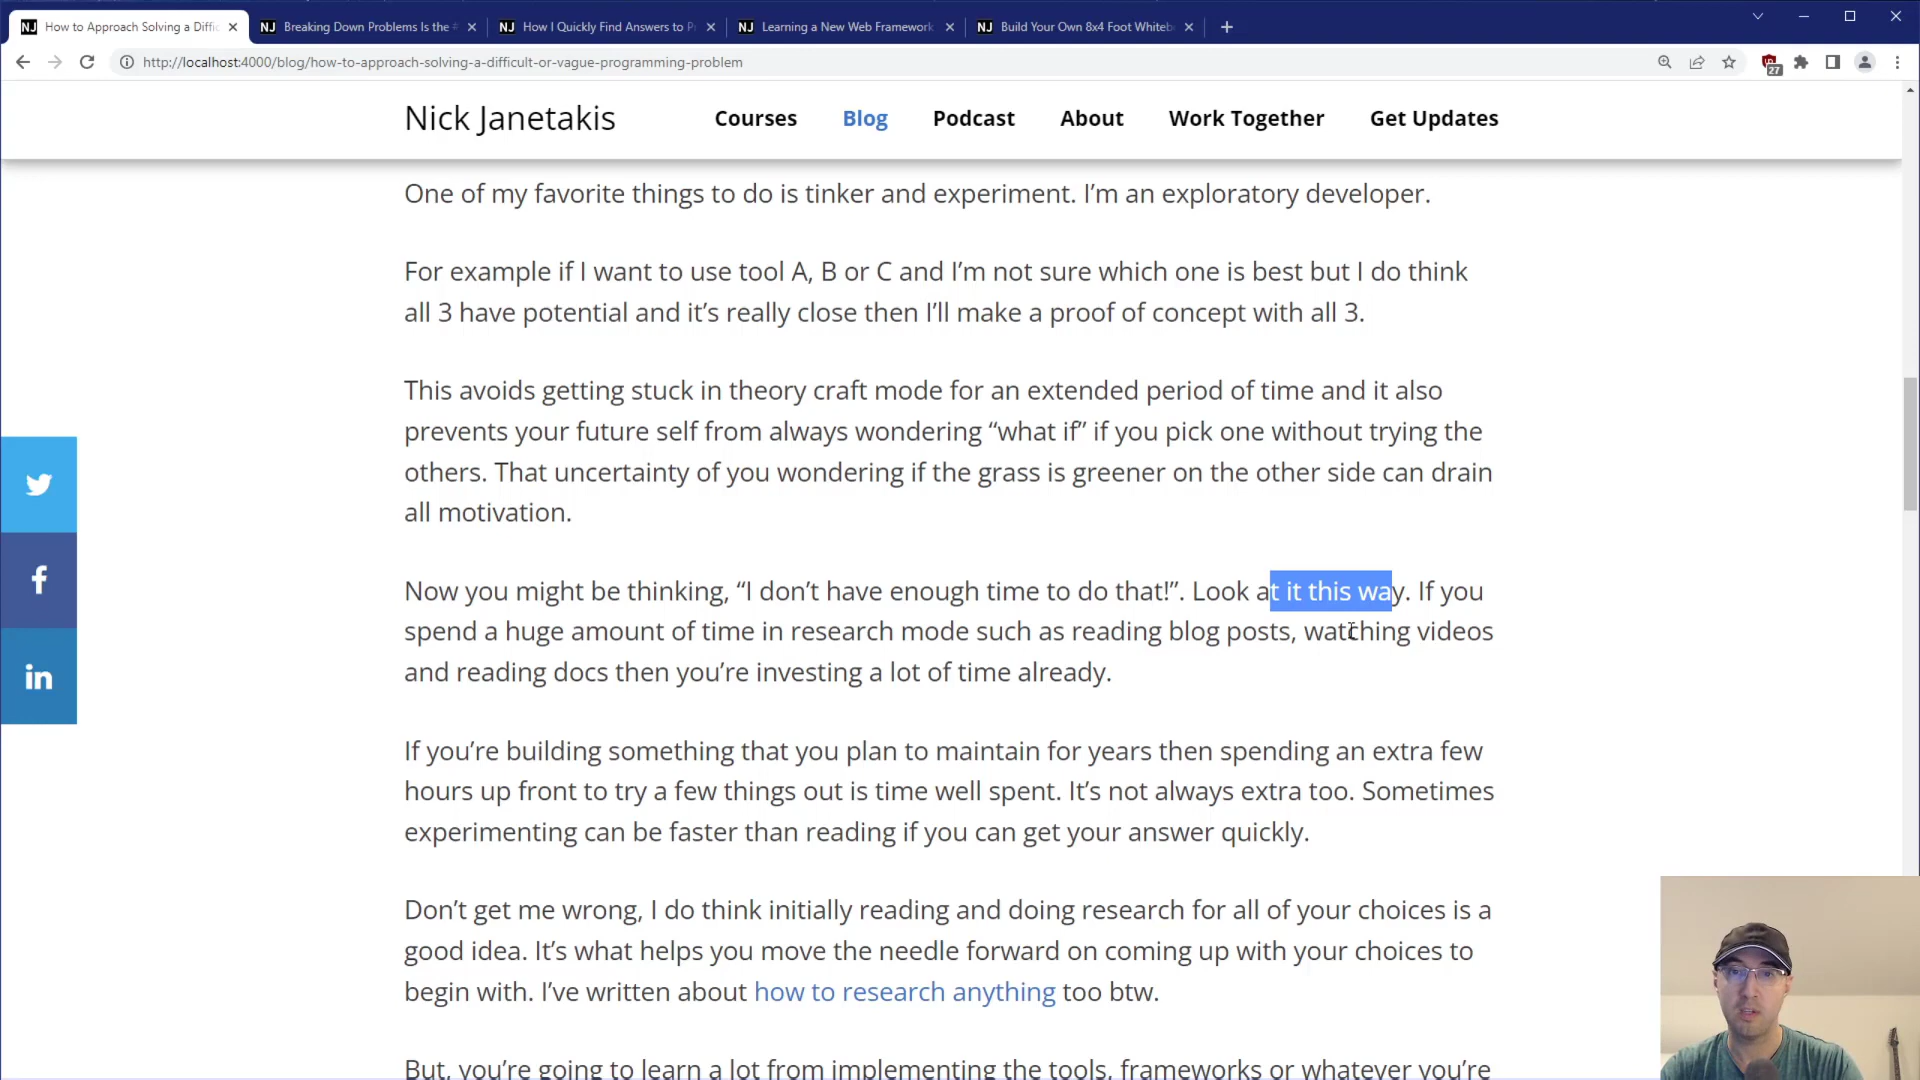 NJ How to Approach Solving a Diffic
NJ Breaking Down Problems Is the #
NJ How I Quickly Find Answers to Pr
NJ Learning a New Web Framework
NJ Build Your Own 8x4 Foot Whitebo
http://localhost:4000/blog/how-to-approach-solving-a-difficult-or-vague-programming-problem
27
Nick Janetakis
Courses
Blog
Podcast
About
Work Together
Get Updates
One of my favorite things to do is tinker and experiment. I’m an exploratory developer.
For example if I want to use tool A, B or C and I’m not sure which one is best but I do think
all 3 have potential and it’s really close then I’ll make a proof of concept with all 3.
This avoids getting stuck in theory craft mode for an extended period of time and it also
prevents your future self from always wondering “what if” if you pick one without trying the
others. That uncertainty of you wondering if the grass is greener on the other side can drain
all motivation.
Now you might be thinking, “I don’t have enough time to do that!”. Look at it this way. If you
spend a huge amount of time in research mode such as reading blog posts, watching videos
and reading docs then you’re investing a lot of time already.
If you’re building something that you plan to maintain for years then spending an extra few
hours up front to try a few things out is time well spent. It’s not always extra too. Sometimes
experimenting can be faster than reading if you can get your answer quickly.
Don’t get me wrong, I do think initially reading and doing research for all of your choices is a
good idea. It’s what helps you move the needle forward on coming up with your choices to
begin with. I’ve written about how to research anything too btw.
But, you’re going to learn a lot from implementing the tools, frameworks or whatever you’re